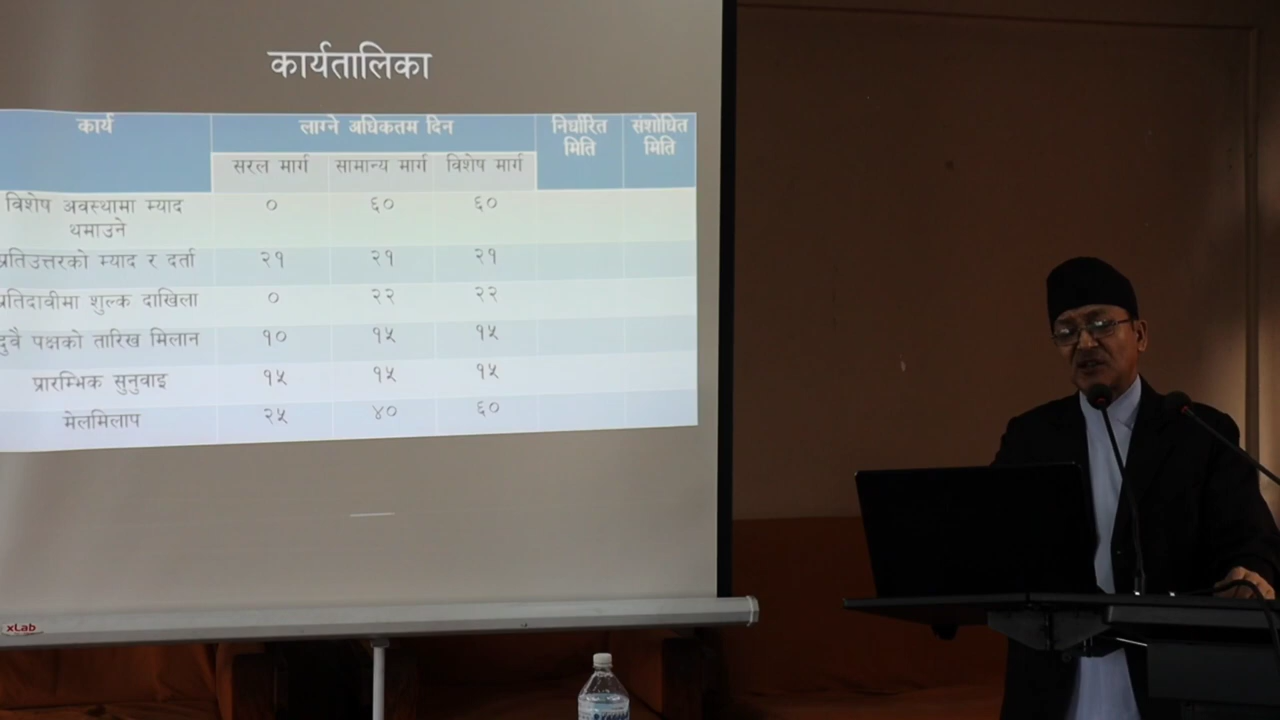 कार्यतालिका
कार्य लाग्ने अधिकतम दिन निर्धारित मिति संशोधित मिति
सरल मार्ग सामान्य मार्ग विशेष मार्ग
विशेष अवस्थामा म्याद थमाउने ० ६० ६०
प्रतिउत्तरको म्याद र दर्ता २१ २१ २१
प्रतिदावीमा शुल्क दाखिला ० २२ २२
दुवै पक्षको तारिख मिलान १० १५ १५
प्रारम्भिक सुनुवाइ १५ १५ १५
मेलमिलाप २५ ४० ६०
xLab